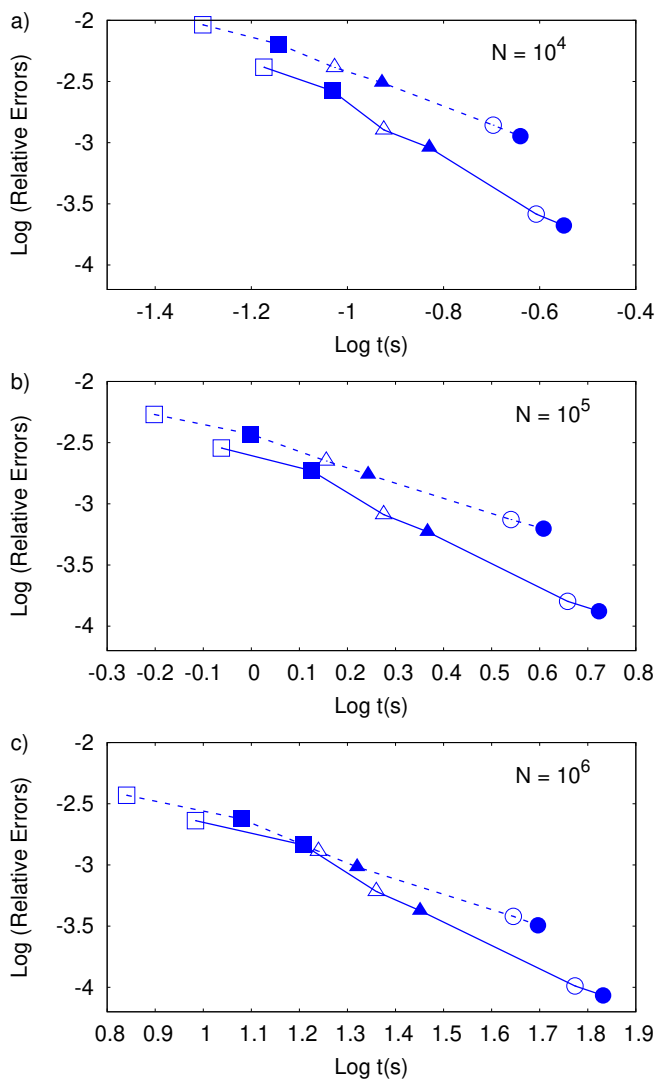 a)
N = 10^4
Log (Relative Errors)
-2
-2.5
-3
-3.5
-4
-1.4 -1.2 -1 -0.8 -0.6 -0.4
Log t(s)
b)
N = 10^5
Log (Relative Errors)
-2
-2.5
-3
-3.5
-4
-0.3 -0.2 -0.1 0 0.1 0.2 0.3 0.4 0.5 0.6 0.7 0.8
Log t(s)
c)
N = 10^6
Log (Relative Errors)
-2
-2.5
-3
-3.5
-4
0.8 0.9 1 1.1 1.2 1.3 1.4 1.5 1.6 1.7 1.8 1.9
Log t(s)